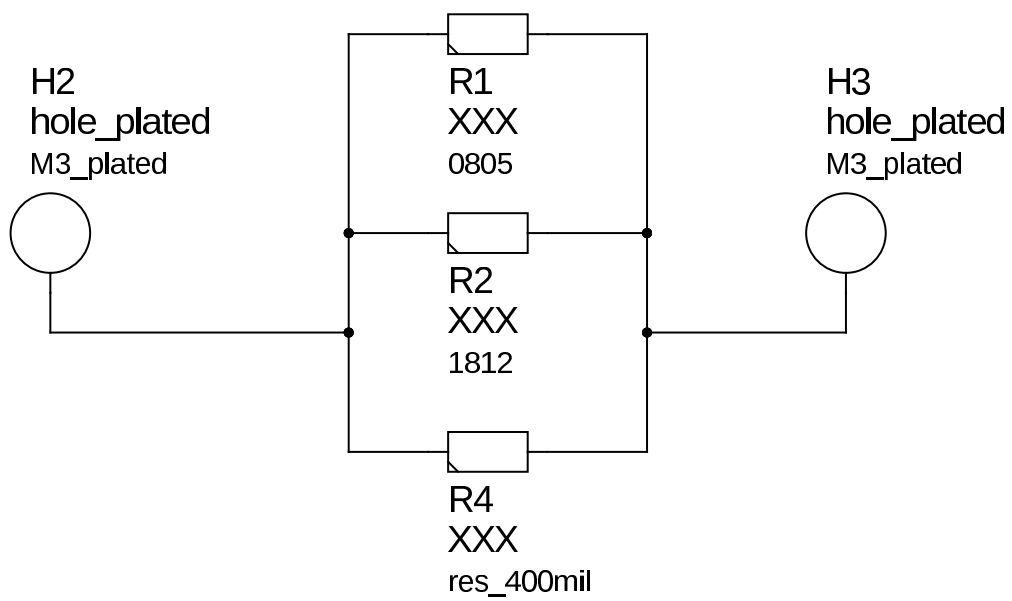 H2
hole_plated
M3_plated
R1
XXX
0805
H3
hole_plated
M3_plated
R2
XXX
1812
R4
XXX
res_400mil